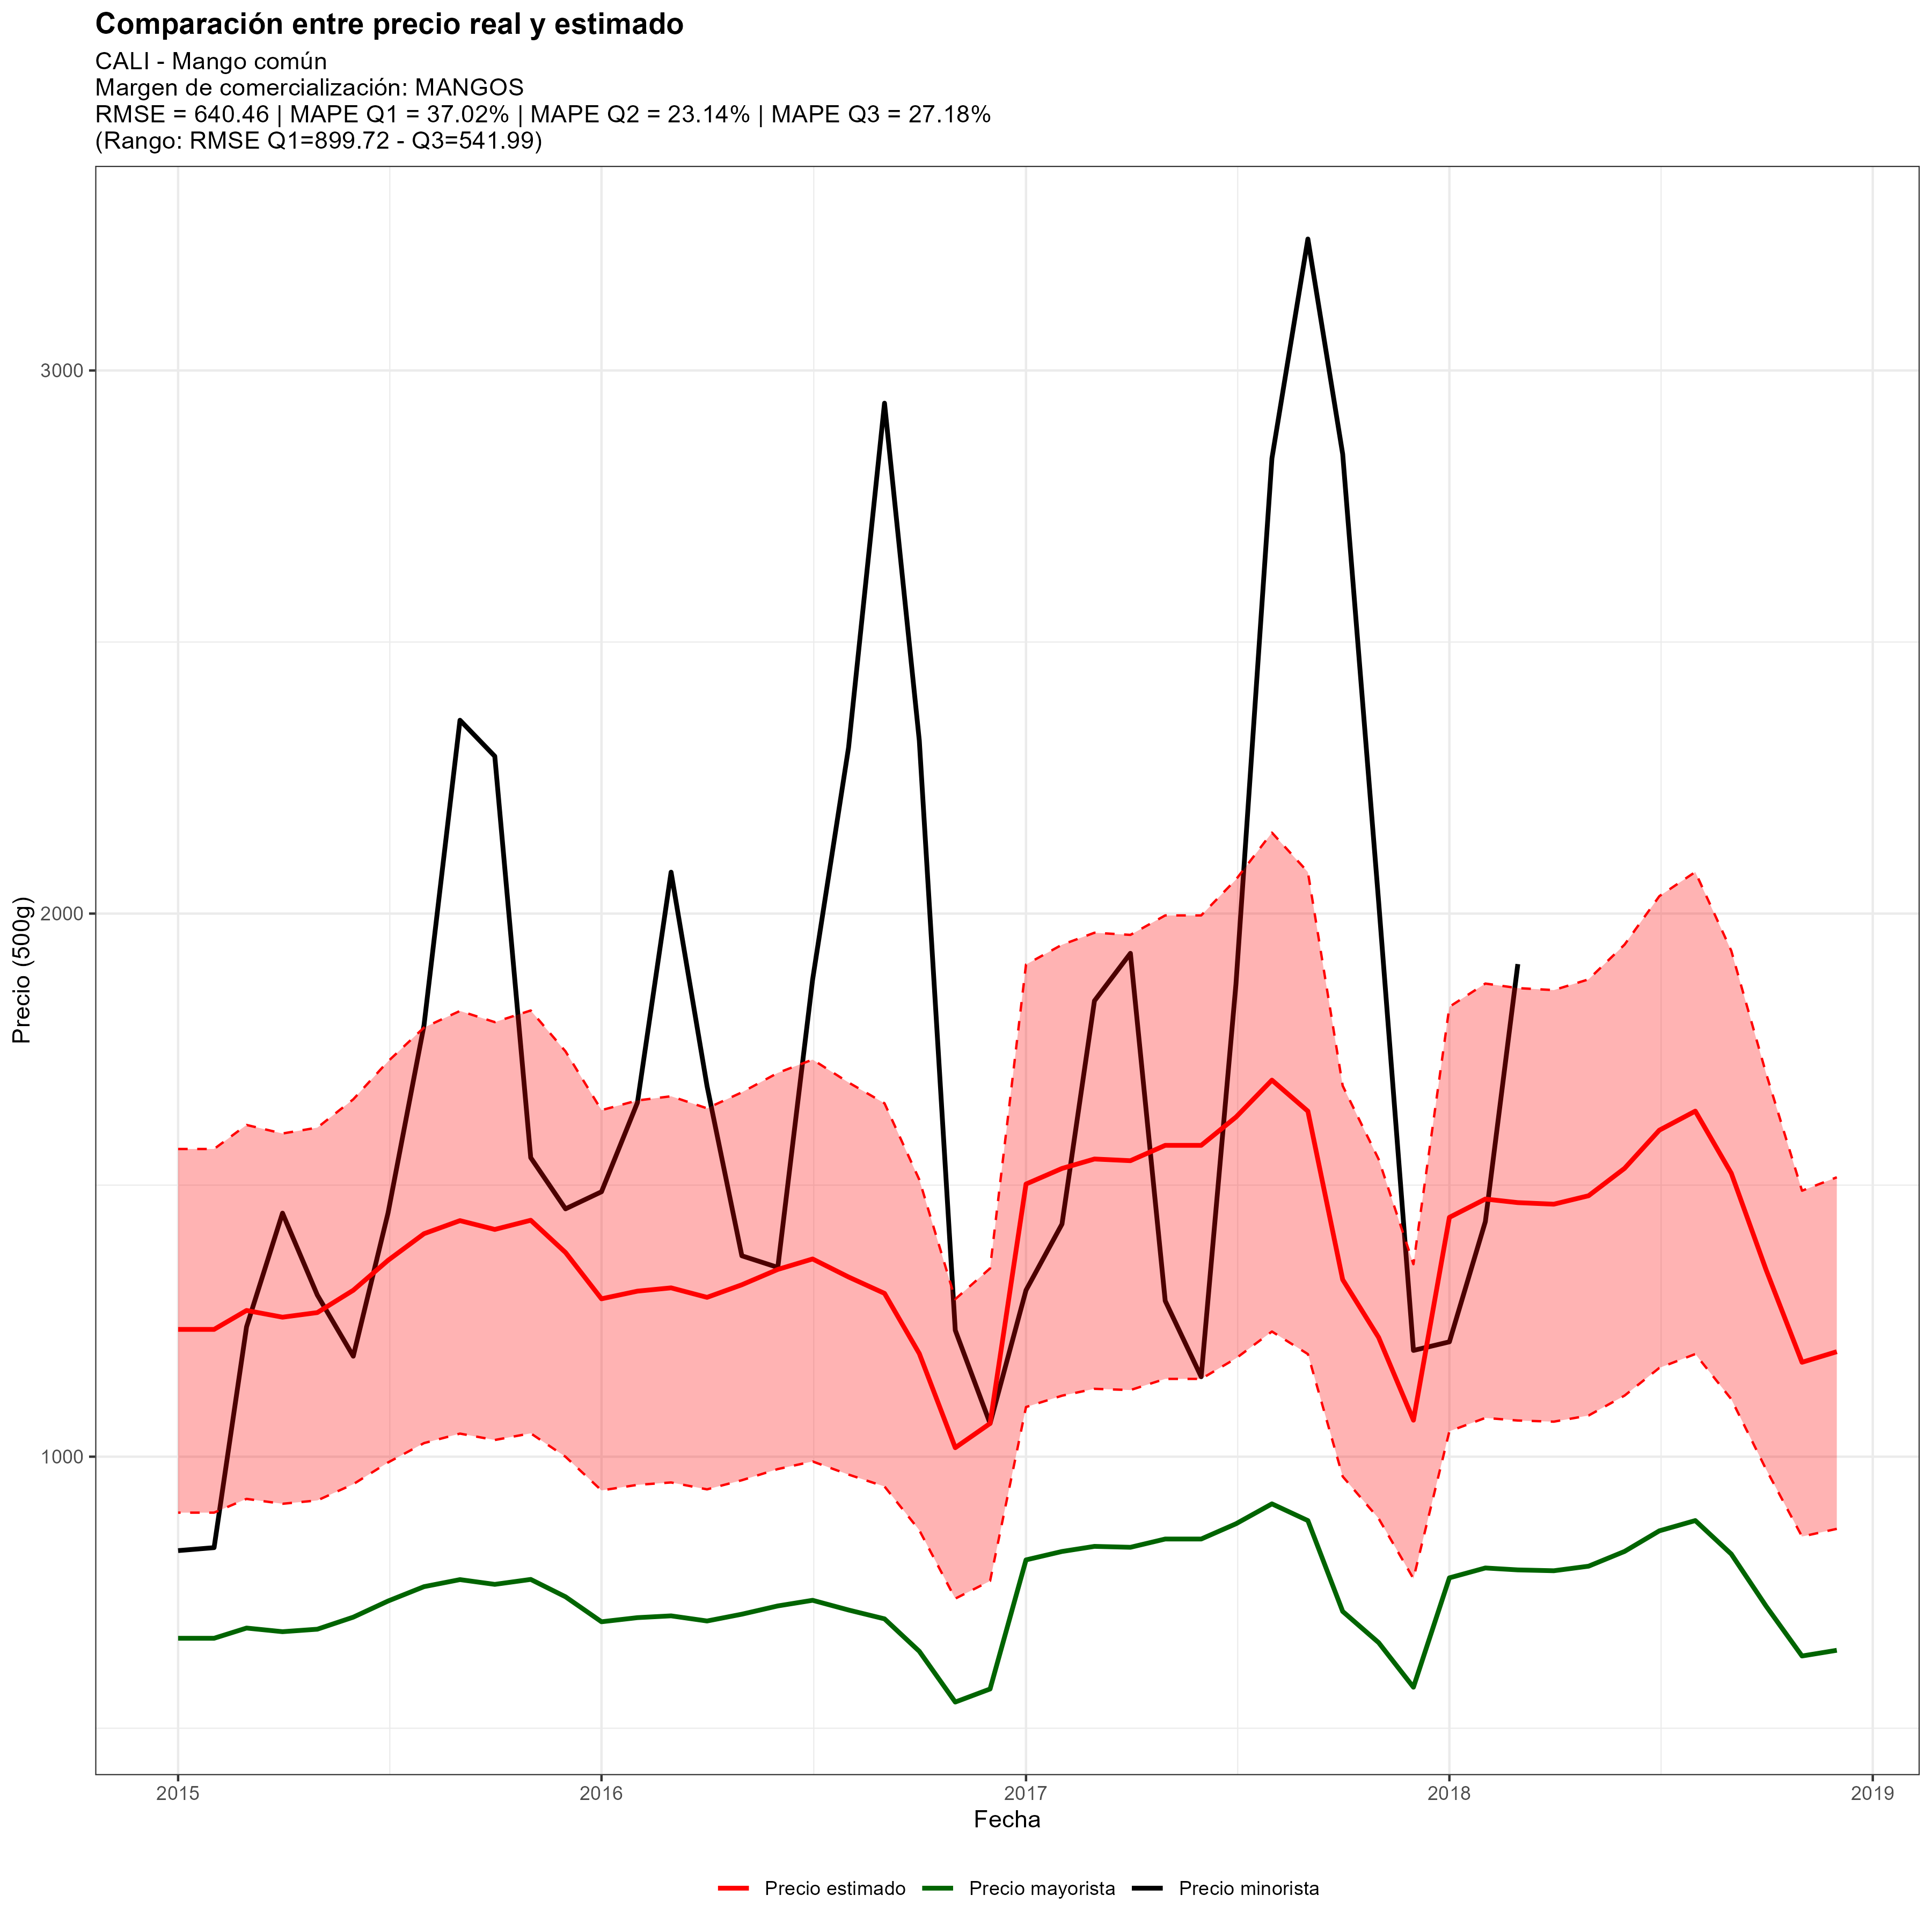 Comparación entre precio real y estimado
CALI - Mango común
Margen de comercialización: MANGOS
RMSE = 640.46 | MAPE Q1 = 37.02% | MAPE Q2 = 23.14% | MAPE Q3 = 27.18%
(Rango: RMSE Q1=899.72 - Q3=541.99)
Precio (500g)
3000
2000
1000
2015
2016
2017
2018
2019
Fecha
Precio estimado
Precio mayorista
Precio minorista